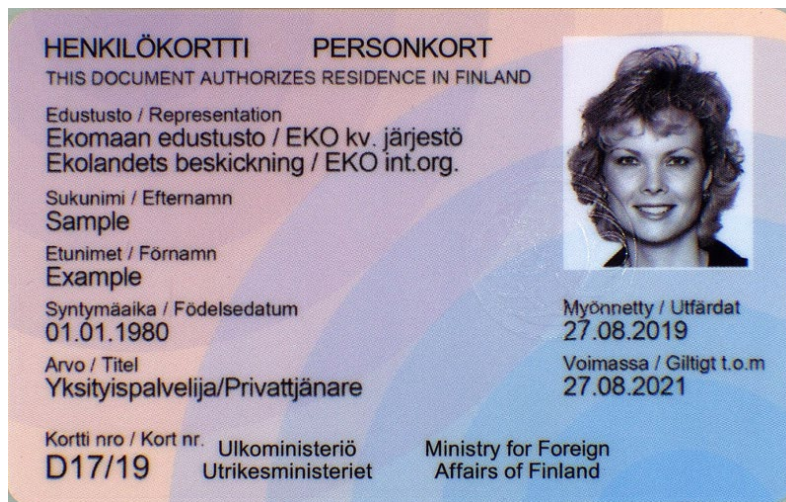 HENKILÖKORTTI PERSONKORT
THIS DOCUMENT AUTHORIZES RESIDENCE IN FINLAND
Edustusto / Representation
Ekomaan edustusto / EKO kv. järjestö
Ekolandets beskickning / EKO int.org.
Sukunimi / Efternamn
Sample
Etunimet / Förnamn
Example
Syntymäaika / Födelsedatum
01.01.1980
Arvo / Titel
Yksityispalvelija/Privattjänare
Myönnetty / Utfärdat
27.08.2019
Voimassa / Giltigt t.o.m
27.08.2021
Kortti nro / Kort nr.
D17/19
Ulkoministeriö
Utrikesministeriet
Ministry for Foreign
Affairs of Finland